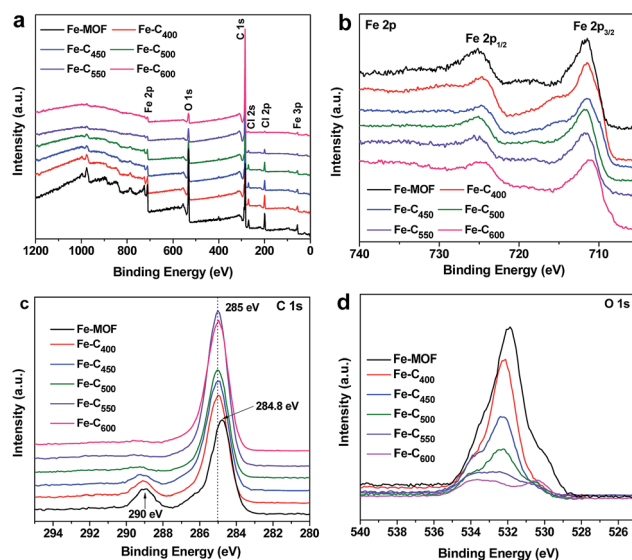 a
Fe-MOF
Fe-C400
Fe-C450
Fe-C500
Fe-C550
Fe-C600
Fe 2p
O 1s
C 1s
Cl 2s
Cl 2p
Fe 3p
Intensity (a.u.)
1200 1000 800 600 400 200 0
Binding Energy (eV)
b
Fe 2p
Fe 2p1/2
Fe 2p3/2
Fe-MOF
Fe-C400
Fe-C450
Fe-C500
Fe-C550
Fe-C600
Intensity (a.u.)
740 730 720 710
Binding Energy (eV)
c
285 eV
C 1s
Fe-MOF
Fe-C400
Fe-C450
Fe-C500
Fe-C550
Fe-C600
284.8 eV
290 eV
Intensity (a.u.)
294 292 290 288 286 284 282 280
Binding Energy (eV)
d
O 1s
Fe-MOF
Fe-C400
Fe-C450
Fe-C500
Fe-C550
Fe-C600
Intensity (a.u.)
540 538 536 534 532 530 528 526
Binding Energy (eV)